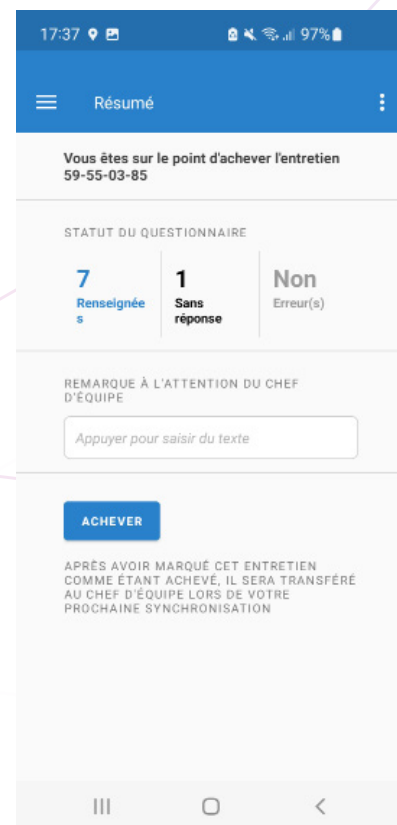 17:37 97%
Résumé
Vous êtes sur le point d'achever l'entretien
59-55-03-85
STATUT DU QUESTIONNAIRE
7
Renseignée
s
1
Sans
réponse
Non
Erreur(s)
REMARQUE À L'ATTENTION DU CHEF
D'ÉQUIPE
Appuyer pour saisir du texte
ACHEVER
APRÈS AVOIR MARQUÉ CET ENTRETIEN
COMME ÉTANT ACHEVÉ, IL SERA TRANSFÉRÉ
AU CHEF D'ÉQUIPE LORS DE VOTRE
PROCHAINE SYNCHRONISATION